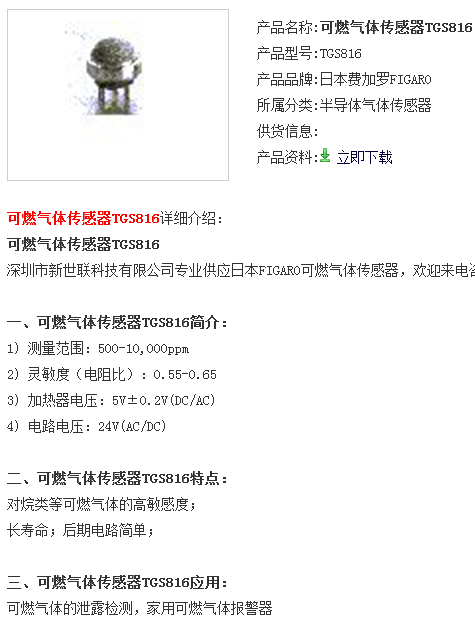 产品名称:可燃气体传感器TGS816
产品型号:TGS816
产品品牌:日本费加罗FIGARO
所属分类:半导体气体传感器
供货信息:
产品资料: 立即下载
可燃气体传感器TGS816详细介绍:
可燃气体传感器TGS816
深圳市新世联科技有限公司专业供应日本FIGARO可燃气体传感器，欢迎来电咨
一、可燃气体传感器TGS816简介：
1) 测量范围：500-10,000ppm
2) 灵敏度（电阻比）：0.55-0.65
3) 加热器电压：5V±0.2V(DC/AC)
4) 电路电压：24V(AC/DC)
二、可燃气体传感器TGS816特点：
对烷类等可燃气体的高敏感度；
长寿命；后期电路简单；
三、可燃气体传感器TGS816应用：
可燃气体的泄露检测，家用可燃气体报警器